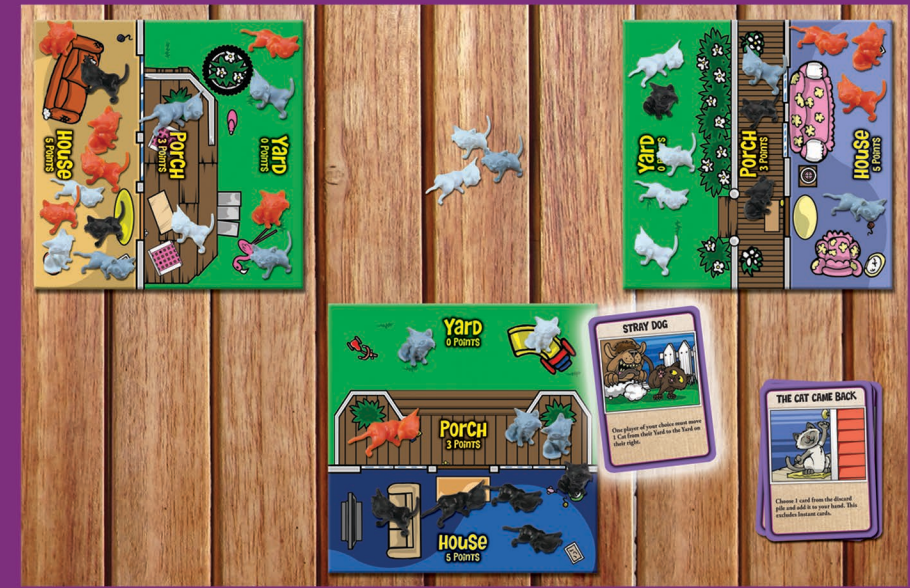 HOUSE
5 POINTS
PORCH
3 POINTS
YARD
0 POINTS
YARD
0 POINTS
PORCH
3 POINTS
HOUSE
5 POINTS
YARD
0 POINTS
PORCH
3 POINTS
HOUSE
5 POINTS
STRAY DOG
One player of your choice must move
1 Cat from their Yard to the Yard on
their right.
THE CAT CAME BACK
Choose 1 card from the discard
pile and add it to your hand. This
excludes Instant cards.